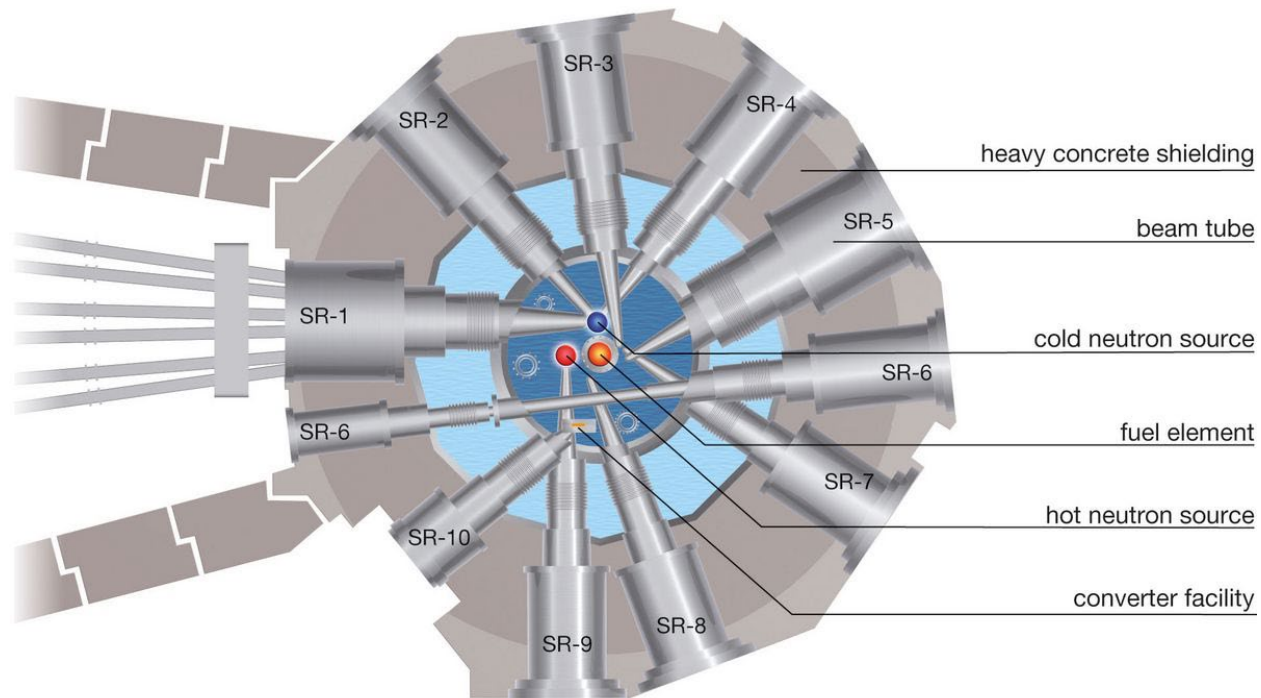 SR-3
SR-4
SR-2
heavy concrete shielding
SR-5
beam tube
SR-1
cold neutron source
SR-6
SR-6
fuel element
SR-7
hot neutron source
SR-10
converter facility
SR-8
SR-9